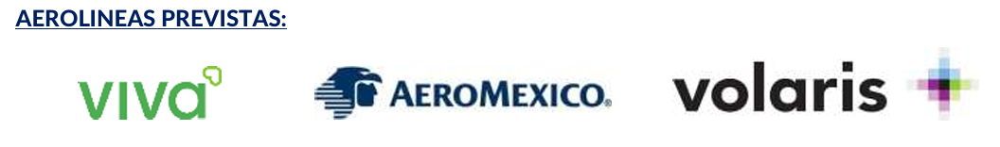 AEROLINEAS PREVISTAS:
viva AEROMEXICO® volaris